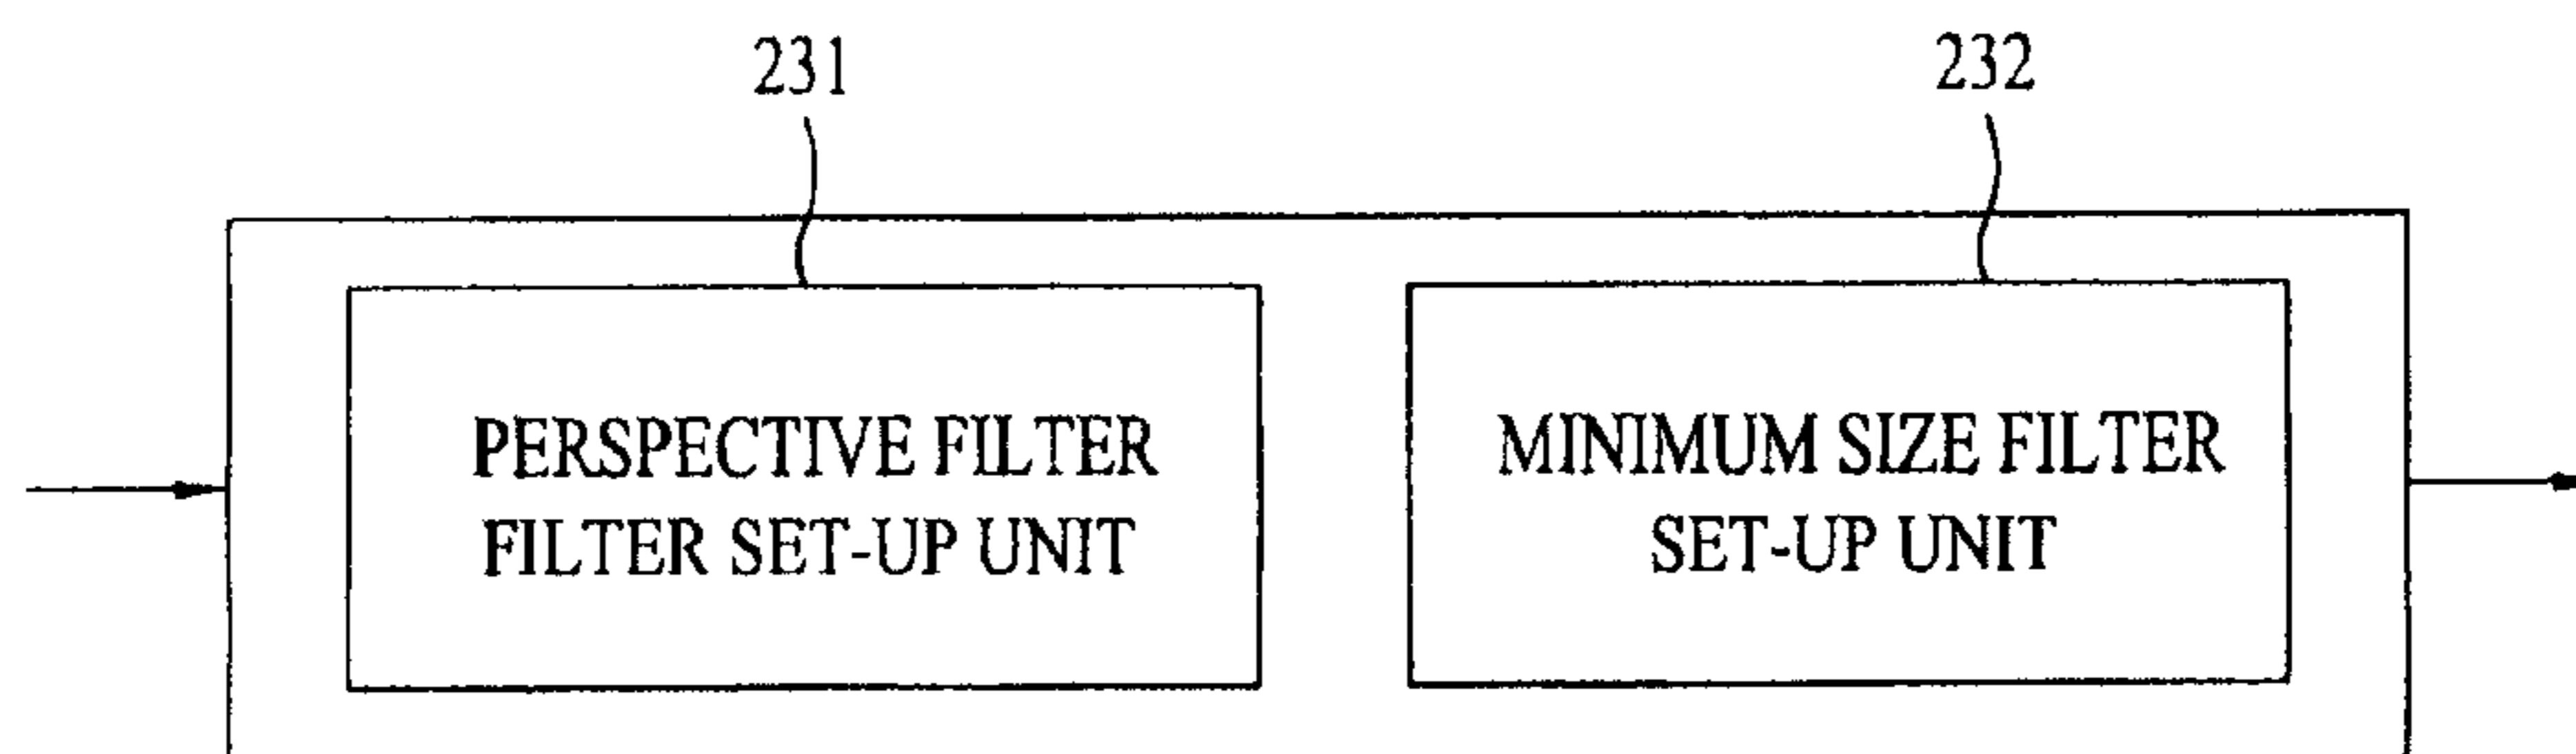 231
232
PERSPECTIVE FILTER
FILTER SET-UP UNIT
MINIMUM SIZE FILTER
SET-UP UNIT